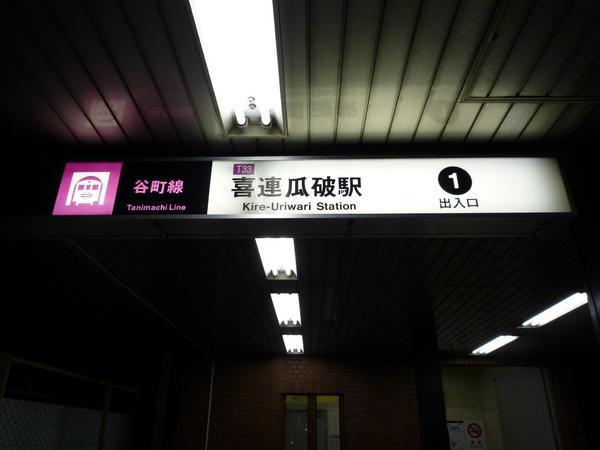 谷町線
Tanimachi Line
T33
喜連瓜破駅
Kire-Uriwari Station
1
出入口